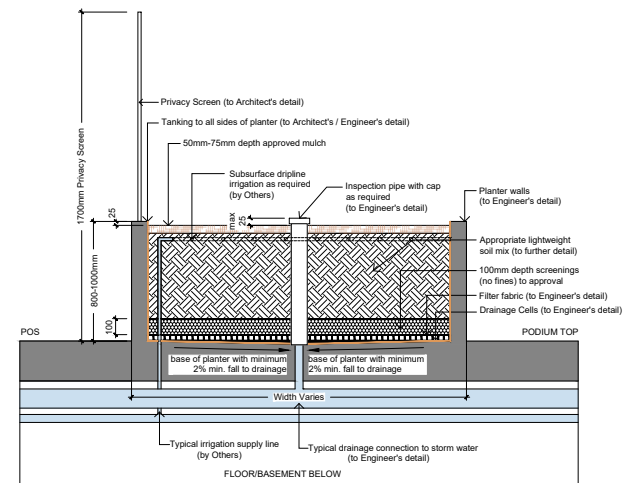 1700mm Privacy Screen
Privacy Screen (to Architect's detail)
Tanking to all sides of planter (to Architect's / Engineer's detail)
50mm-75mm depth approved mulch
Subsurface dripline
irrigation as required
(by Others)
Inspection pipe with cap
as required
(to Engineer's detail)
Planter walls
(to Engineer's detail)
25
max
25
800-1000mm
Appropriate lightweight
soil mix (to further detail)
100mm depth screenings
(no fines) to approval
Filter fabric (to Engineer's detail)
Drainage Cells (to Engineer's detail)
100
POS
PODIUM TOP
base of planter with minimum
2% min. fall to drainage
base of planter with minimum
2% min. fall to drainage
Width Varies
Typical irrigation supply line
(by Others)
Typical drainage connection to storm water
(to Engineer's detail)
FLOOR/BASEMENT BELOW